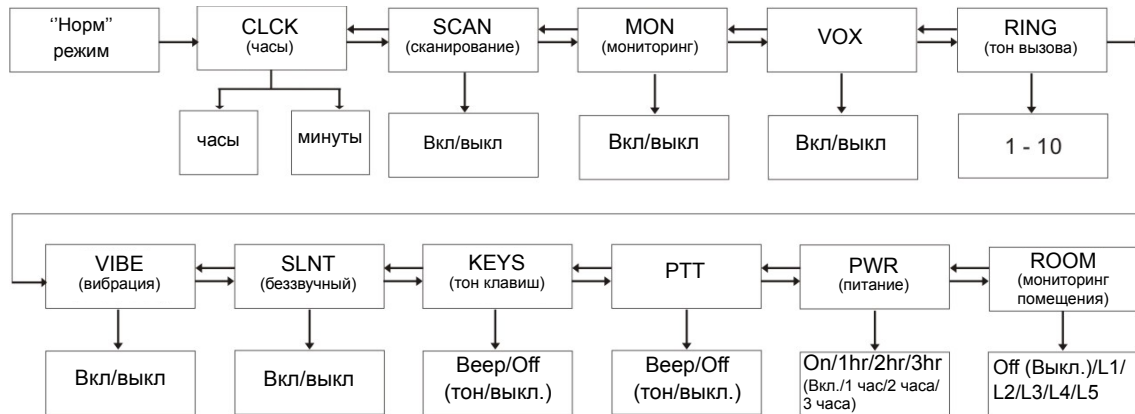 ‘'Норм”
режим
CLCK
(часы)
SCAN
(сканирование)
MON
(мониторинг)
VOX
RING
(тон вызова)
часы
минуты
Вкл/выкл
Вкл/выкл
Вкл/выкл
1 - 10
VIBE
(вибрация)
SLNT
(беззвучный)
KEYS
(тон клавиш)
PTT
PWR
(питание)
ROOM
(мониторинг
помещения)
Вкл/выкл
Вкл/выкл
Beep/Off
(тон/выкл.)
Beep/Off
(тон/выкл.)
On/1hr/2hr/3hr
(Вкл./1 час/2 часа/
3 часа)
Off (Выкл.)/L1/
L2/L3/L4/L5